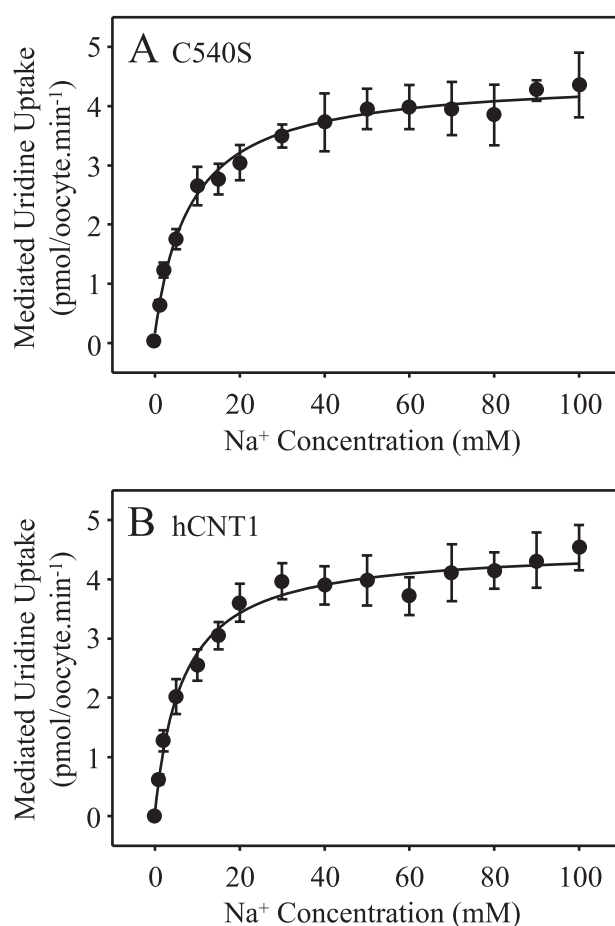 A C540S
Mediated Uridine Uptake
(pmol/oocyte.min⁻¹)
5
4
3
2
1
0
0 20 40 60 80 100
Na⁺ Concentration (mM)
B hCNT1
Mediated Uridine Uptake
(pmol/oocyte.min⁻¹)
5
4
3
2
1
0
0 20 40 60 80 100
Na⁺ Concentration (mM)